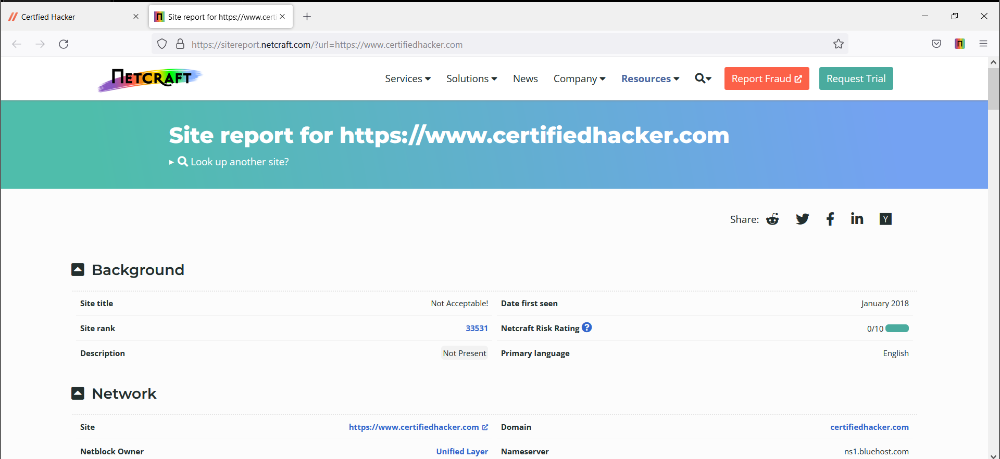 Certfied Hacker
Site report for https://www.certi
https://sitereport.netcraft.com/?url=https://www.certifiedhacker.com
NETCRAFT
Services Solutions News Company Resources Report Fraud Request Trial
Site report for https://www.certifiedhacker.com
Look up another site?
Share:
Y
Background
Site title Not Acceptable! Date first seen January 2018
Site rank 33531 Netcraft Risk Rating ? 0/10
Description Not Present Primary language English
Network
Site https://www.certifiedhacker.com Domain certifiedhacker.com
Netblock Owner Unified Layer Nameserver ns1.bluehost.com